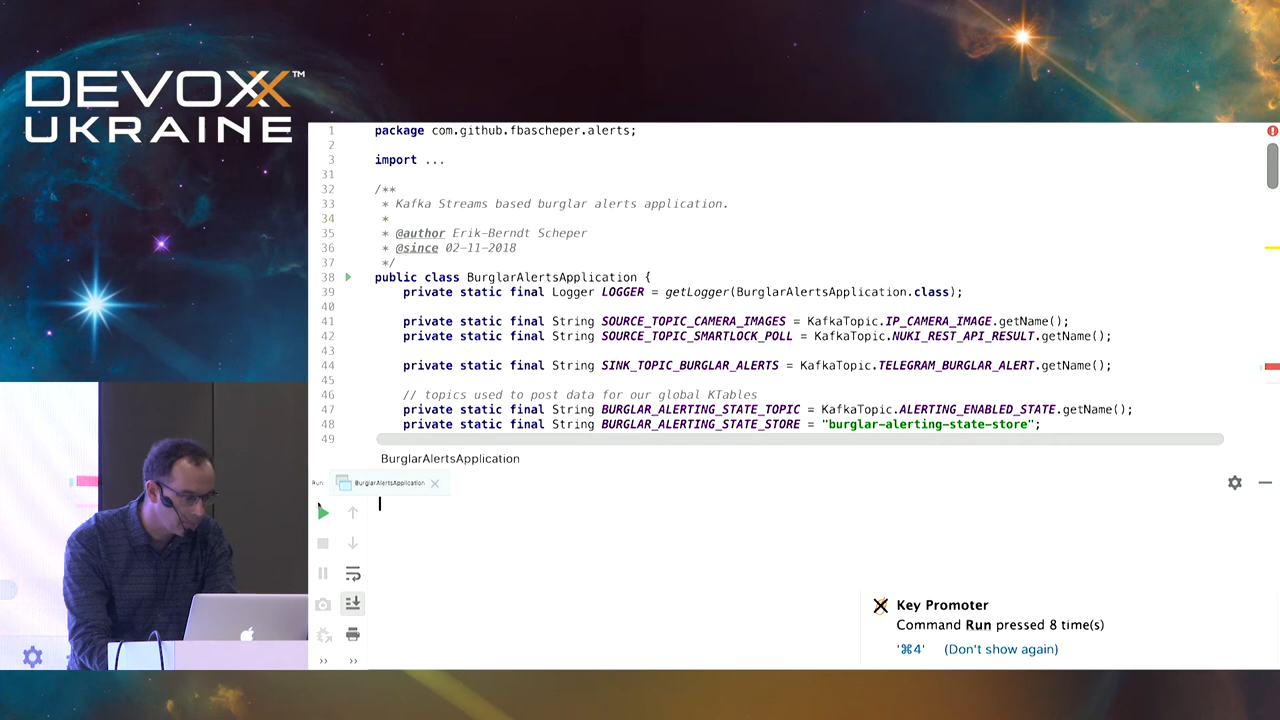 DEVOXX™
UKRAINE
1 package com.github.fbascheper.alerts;
2
3 import ...
31
32 /**
33 * Kafka Streams based burglar alerts application.
34 *
35 * @author Erik-Berndt Scheper
36 * @since 02-11-2018
37 */
38 public class BurglarAlertsApplication {
39 private static final Logger LOGGER = getLogger(BurglarAlertsApplication.class);
40
41 private static final String SOURCE_TOPIC_CAMERA_IMAGES = KafkaTopic.IP_CAMERA_IMAGE.getName();
42 private static final String SOURCE_TOPIC_SMARTLOCK_POLL = KafkaTopic.NUKI_REST_API_RESULT.getName();
43
44 private static final String SINK_TOPIC_BURGLAR_ALERTS = KafkaTopic.TELEGRAM_BURGLAR_ALERT.getName();
45
46 // topics used to post data for our global KTables
47 private static final String BURGLAR_ALERTING_STATE_TOPIC = KafkaTopic.ALERTING_ENABLED_STATE.getName();
48 private static final String BURGLAR_ALERTING_STATE_STORE = "burglar-alerting-state-store";
49
BurglarAlertsApplication
Run: BurglarAlertsApplication
Key Promoter
Command Run pressed 8 time(s)
'⌘4' (Don't show again)